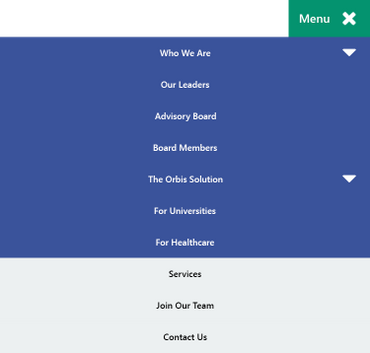 Menu
Who We Are
Our Leaders
Advisory Board
Board Members
The Orbis Solution
For Universities
For Healthcare
Services
Join Our Team
Contact Us